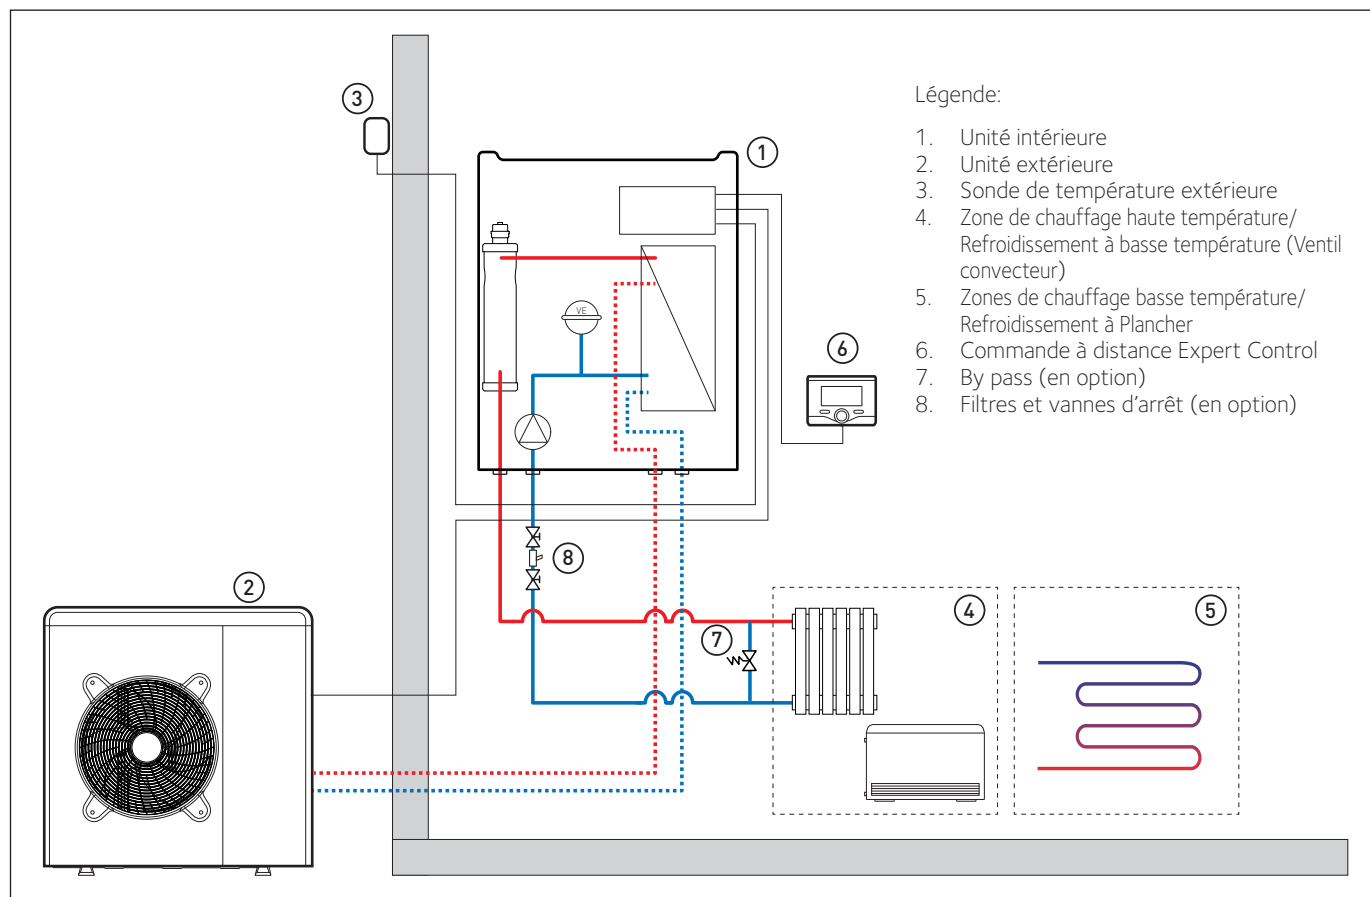 Légende:
1. Unité intérieure
2. Unité extérieure
3. Sonde de température extérieure
4. Zone de chauffage haute température/
Refroidissement à basse température (Ventil
convecteur)
5. Zones de chauffage basse température/
Refroidissement à Plancher
6. Commande à distance Expert Control
7. By pass (en option)
8. Filtres et vannes d’arrêt (en option)
3
1
VE
6
8
2
4
5
7